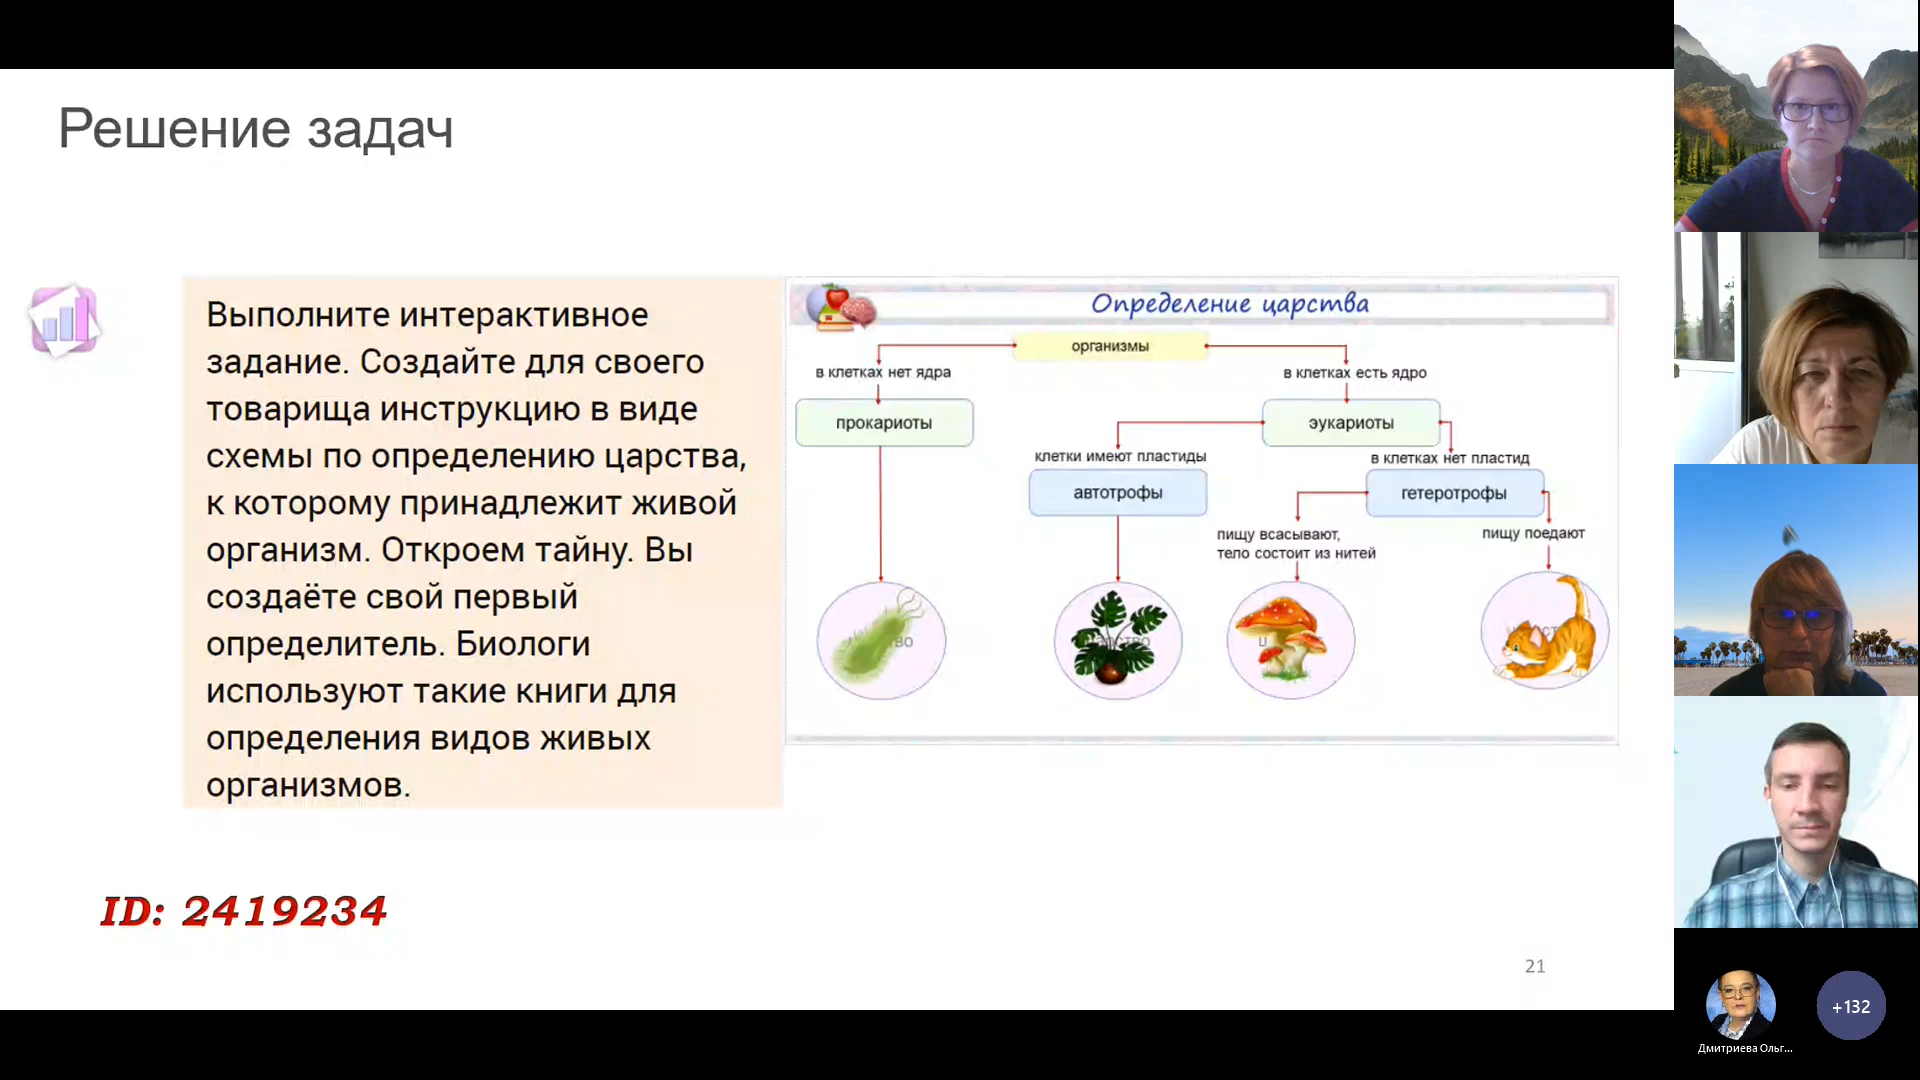 Решение задач
Выполните интерактивное
задание. Создайте для своего
товарища инструкцию в виде
схемы по определению царства,
к которому принадлежит живой
организм. Откроем тайну. Вы
создаёте свой первый
определитель. Биологи
используют такие книги для
определения видов живых
организмов.
Определение царства
организмы
в клетках нет ядра
в клетках есть ядро
прокариоты
эукариоты
клетки имеют пластиды
в клетках нет пластид
автотрофы
гетеротрофы
пищу всасывают,
тело состоит из нитей
пищу поедают
ID: 2419234
21
+132
Дмитриева Ольг...